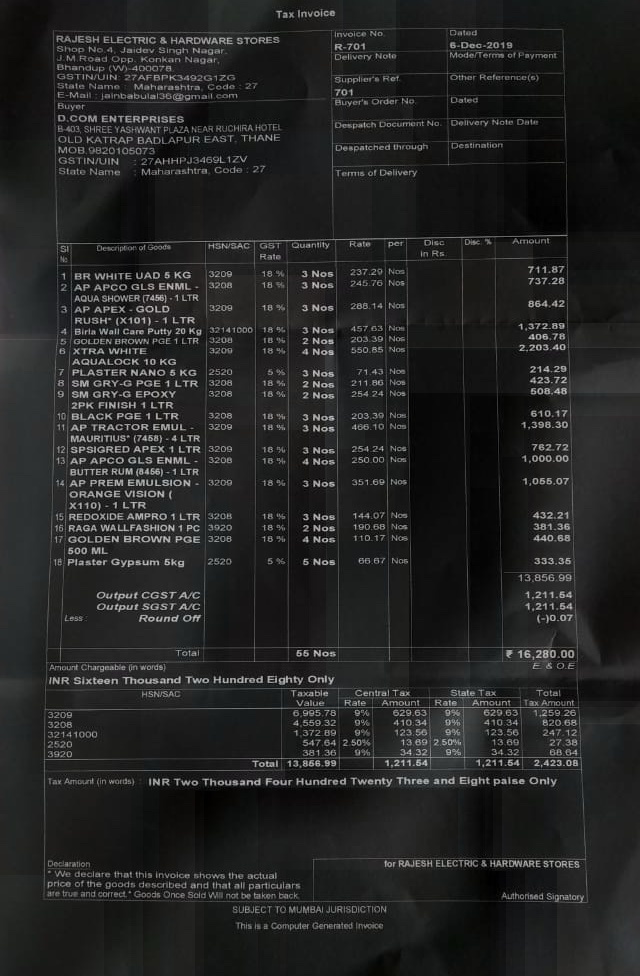 Tax Invoice
RAJESH ELECTRIC & HARDWARE STORES
Shop No.4, Jaidev Singh Nagar,
J.M.Road Opp. Konkan Nagar,
Bhandup (W)-400078.
GSTIN/UIN: 27AFBPK3492G1ZG
State Name : Maharashtra, Code : 27
E-Mail : jainbabulal36@gmail.com
Invoice No. Dated
R-701 6-Dec-2019
Delivery Note Mode/Terms of Payment
Supplier's Ref. Other Reference(s)
701
Buyer
D.COM ENTERPRISES
B-403, SHREE YASHWANT PLAZA NEAR RUCHIRA HOTEL
OLD KATRAP BADLAPUR EAST, THANE
MOB.9820105073
GSTIN/UIN : 27AHHPJ3469L1ZV
State Name : Maharashtra, Code : 27
Buyer's Order No. Dated
Despatch Document No. Delivery Note Date
Despatched through Destination
Terms of Delivery
Sl No. Description of Goods HSN/SAC GST Rate Quantity Rate per Disc in Rs. Disc. % Amount
1 BR WHITE UAD 5 KG 3209 18 % 3 Nos 237.29 Nos 711.87
2 AP APCO GLS ENML - 3208 18 % 3 Nos 245.76 Nos 737.28
AQUA SHOWER (7456) - 1 LTR
3 AP APEX - GOLD 3209 18 % 3 Nos 288.14 Nos 864.42
RUSH* (X101) - 1 LTR
4 Birla Wall Care Putty 20 Kg 32141000 18 % 3 Nos 457.63 Nos 1,372.89
5 GOLDEN BROWN PGE 1 LTR 3208 18 % 2 Nos 203.39 Nos 406.78
6 XTRA WHITE 3209 18 % 4 Nos 550.85 Nos 2,203.40
AQUALOCK 10 KG
7 PLASTER NANO 5 KG 2520 5 % 3 Nos 71.43 Nos 214.29
8 SM GRY-G PGE 1 LTR 3208 18 % 2 Nos 211.86 Nos 423.72
9 SM GRY-G EPOXY 3208 18 % 2 Nos 254.24 Nos 508.48
2PK FINISH 1 LTR
10 BLACK PGE 1 LTR 3208 18 % 3 Nos 203.39 Nos 610.17
11 AP TRACTOR EMUL - 3209 18 % 3 Nos 466.10 Nos 1,398.30
MAURITIUS* (7458) - 4 LTR
12 SPSIGRED APEX 1 LTR 3209 18 % 3 Nos 254.24 Nos 762.72
13 AP APCO GLS ENML - 3208 18 % 4 Nos 250.00 Nos 1,000.00
BUTTER RUM (8456) - 1 LTR
14 AP PREM EMULSION - 3209 18 % 3 Nos 351.69 Nos 1,055.07
ORANGE VISION (
X110) - 1 LTR
15 REDOXIDE AMPRO 1 LTR 3208 18 % 3 Nos 144.07 Nos 432.21
16 RAGA WALLFASHION 1 PC 3920 18 % 2 Nos 190.68 Nos 381.36
17 GOLDEN BROWN PGE 3208 18 % 4 Nos 110.17 Nos 440.68
500 ML
18 Plaster Gypsum 5kg 2520 5 % 5 Nos 66.67 Nos 333.35
13,856.99
Output CGST A/C 1,211.54
Output SGST A/C 1,211.54
Less : Round Off (-)0.07
Total 55 Nos ₹ 16,280.00
Amount Chargeable (in words) E. & O.E
INR Sixteen Thousand Two Hundred Eighty Only
HSN/SAC Taxable Value Central Tax Rate Amount State Tax Rate Amount Total Tax Amount
3209 6,995.78 9% 629.63 9% 629.63 1,259.26
3208 4,559.32 9% 410.34 9% 410.34 820.68
32141000 1,372.89 9% 123.56 9% 123.56 247.12
2520 547.64 2.50% 13.69 2.50% 13.69 27.38
3920 381.36 9% 34.32 9% 34.32 68.64
Total 13,856.99 1,211.54 1,211.54 2,423.08
Tax Amount (in words) : INR Two Thousand Four Hundred Twenty Three and Eight paise Only
Declaration
" We declare that this invoice shows the actual
price of the goods described and that all particulars
are true and correct." Goods Once Sold Will not be taken back.
for RAJESH ELECTRIC & HARDWARE STORES
Authorised Signatory
SUBJECT TO MUMBAI JURISDICTION
This is a Computer Generated Invoice